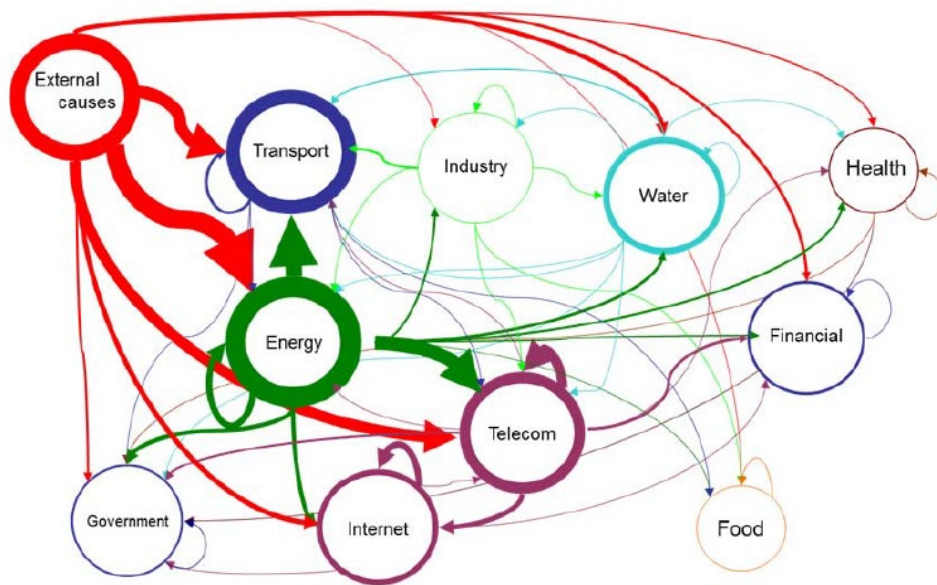 External
causes
Transport
Industry
Water
Health
Energy
Financial
Telecom
Government
Internet
Food